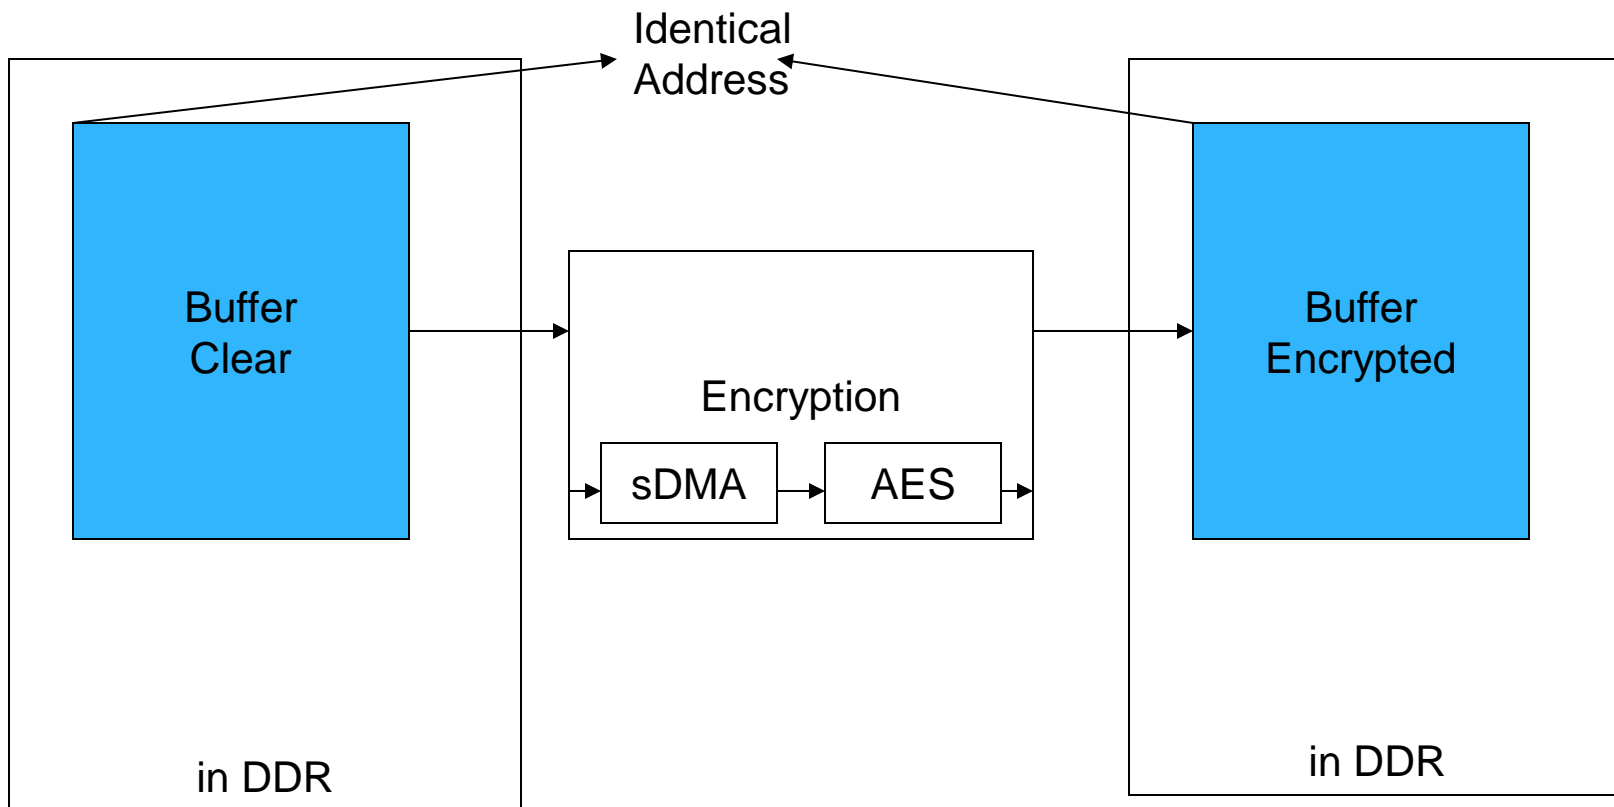 Identical
Address
Buffer
Clear
Encryption
sDMA
AES
Buffer
Encrypted
in DDR
in DDR